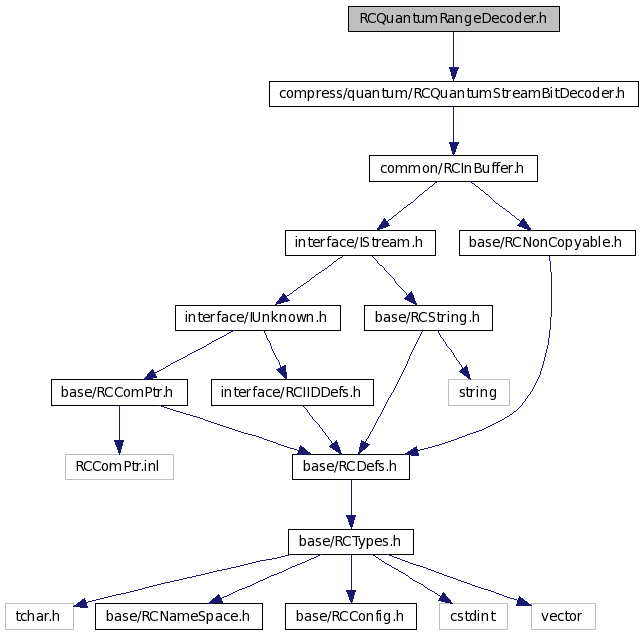 RCQuantumRangeDecoder.h
compress/quantum/RCQuantumStreamBitDecoder.h
common/RCInBuffer.h
interface/IStream.h
base/RCNonCopyable.h
interface/IUnknown.h
base/RCString.h
base/RCComPtr.h
interface/RCIIDDefs.h
string
RCComPtr.inl
base/RCDefs.h
base/RCTypes.h
tchar.h
base/RCNameSpace.h
base/RCConfig.h
cstdint
vector